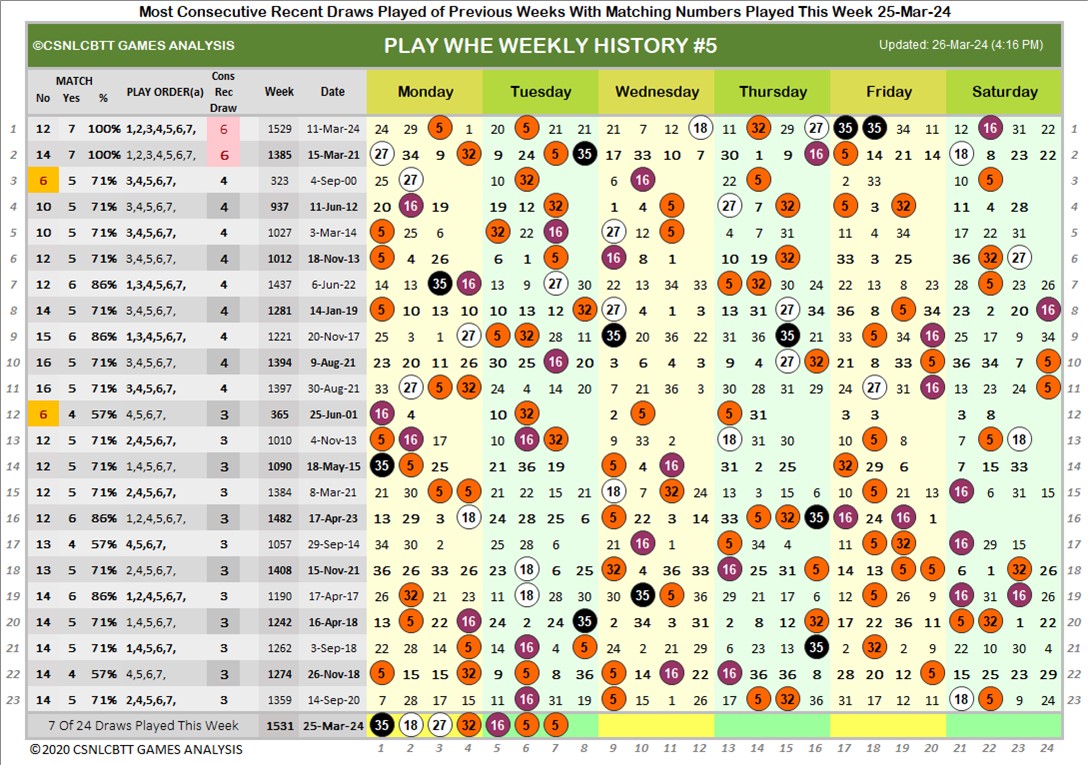 Most Consecutive Recent Draws Played of Previous Weeks With Matching Numbers Played This Week 25-Mar-24
©CSNLCBTT GAMES ANALYSIS PLAY WHE WEEKLY HISTORY #5 Updated: 26-Mar-24 (4:16 PM)
MATCH Cons
No Yes % PLAY ORDER(a) Rec Week Date Monday Tuesday Wednesday Thursday Friday Saturday
Draw
1 12 7 100% 1,2,3,4,5,6,7, 6 1529 11-Mar-24 24 29 5 1 20 5 21 21 21 7 12 18 11 32 29 27 35 35 34 11 12 16 31 22 1
2 14 7 100% 1,2,3,4,5,6,7, 6 1385 15-Mar-21 27 34 9 32 9 24 5 35 17 33 10 7 30 1 9 16 5 14 21 14 18 8 23 22 2
3 6 5 71% 3,4,5,6,7, 4 323 4-Sep-00 25 27 10 32 6 16 22 5 2 33 10 5 3
4 10 5 71% 3,4,5,6,7, 4 937 11-Jun-12 20 16 19 19 12 32 1 4 5 27 7 32 5 3 32 11 4 28 4
5 10 5 71% 3,4,5,6,7, 4 1027 3-Mar-14 5 25 6 32 22 16 27 12 5 4 7 31 11 4 34 17 22 31 5
6 12 5 71% 3,4,5,6,7, 4 1012 18-Nov-13 5 4 26 6 1 5 16 8 1 10 19 32 33 3 25 36 32 27 6
7 12 6 86% 1,3,4,5,6,7, 4 1437 6-Jun-22 14 13 35 16 13 9 27 30 22 13 34 33 5 32 30 24 22 13 8 23 28 5 23 26 7
8 14 5 71% 3,4,5,6,7, 4 1281 14-Jan-19 5 10 13 10 10 13 12 32 27 4 1 3 13 31 27 34 36 8 5 34 23 2 20 16 8
9 15 6 86% 1,3,4,5,6,7, 4 1221 20-Nov-17 25 3 1 27 5 32 28 11 35 20 36 22 31 36 35 21 33 5 34 16 25 17 9 34 9
10 16 5 71% 3,4,5,6,7, 4 1394 9-Aug-21 23 20 11 26 30 25 16 20 3 6 4 3 9 4 27 32 21 8 33 5 36 34 7 5 10
11 16 5 71% 3,4,5,6,7, 4 1397 30-Aug-21 33 27 5 32 24 4 14 20 7 21 36 3 30 28 31 29 24 27 31 16 13 23 24 5 11
12 6 4 57% 4,5,6,7, 3 365 25-Jun-01 16 4 10 32 2 5 5 31 3 3 3 8 12
13 12 5 71% 2,4,5,6,7, 3 1010 4-Nov-13 5 16 17 10 16 32 9 33 2 18 31 30 10 5 8 7 5 18 13
14 12 5 71% 1,4,5,6,7, 3 1090 18-May-15 35 5 25 21 36 19 5 4 16 31 2 25 32 29 6 7 15 33 14
15 12 5 71% 2,4,5,6,7, 3 1384 8-Mar-21 21 30 5 5 21 22 15 21 18 7 32 24 13 3 15 6 10 5 21 13 16 6 31 15 15
16 12 6 86% 1,2,4,5,6,7, 3 1482 17-Apr-23 13 29 3 18 24 28 25 6 5 22 3 14 33 5 32 35 16 24 16 1 16
17 13 4 57% 4,5,6,7, 3 1057 29-Sep-14 34 30 2 25 28 6 21 16 1 5 34 4 11 5 32 16 29 15 17
18 13 5 71% 2,4,5,6,7, 3 1408 15-Nov-21 36 26 33 26 23 18 6 25 32 4 36 33 16 25 31 5 14 13 5 5 6 1 32 26 18
19 14 6 86% 1,2,4,5,6,7, 3 1190 17-Apr-17 26 32 21 23 11 18 28 30 30 35 5 36 29 21 17 6 12 5 26 9 16 31 16 26 19
20 14 5 71% 1,4,5,6,7, 3 1242 16-Apr-18 13 5 22 16 24 2 24 35 2 34 3 31 2 8 12 32 17 22 36 11 5 32 1 22 20
21 14 5 71% 1,4,5,6,7, 3 1262 3-Sep-18 22 28 14 5 14 16 4 5 24 2 21 29 6 23 13 35 2 32 2 9 22 10 30 4 21
22 14 4 57% 4,5,6,7, 3 1274 26-Nov-18 5 15 15 32 9 5 8 36 5 14 16 22 16 36 36 8 28 20 12 5 15 25 23 29 22
23 14 5 71% 2,4,5,6,7, 3 1359 14-Sep-20 7 28 17 15 11 16 31 19 5 15 1 26 17 5 32 36 31 17 12 11 18 5 9 24 23
7 Of 24 Draws Played This Week 1531 25-Mar-24 35 18 27 32 16 5 5
©2020 CSNLCBTT GAMES ANALYSIS 1 2 3 4 5 6 7 8 9 10 11 12 13 14 15 16 17 18 19 20 21 22 23 24